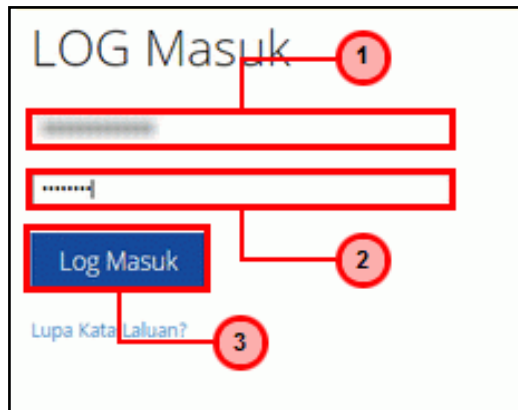 LOG Masuk
1
........
Log Masuk
2
Lupa Kata Laluan?
3